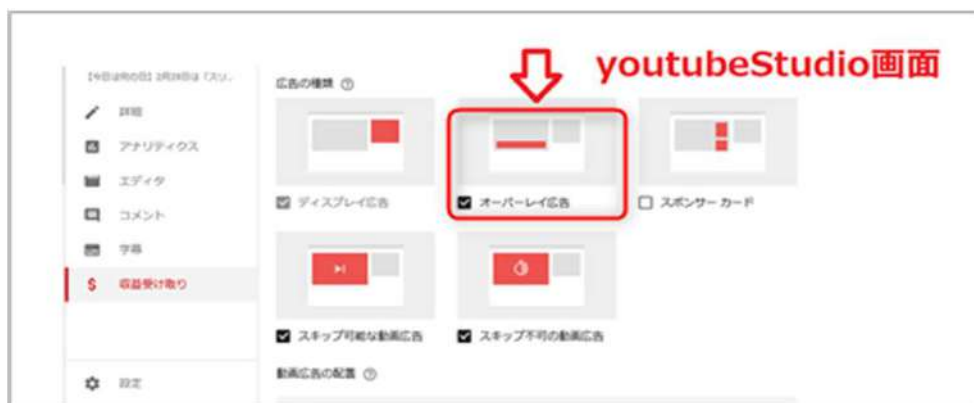 youtubeStudio画面
広告の種類
詳細
アナリティクス
エディタ
コメント
字幕
収益受け取り
設定
ディスプレイ広告
オーバーレイ広告
スポンサー カード
スキップ可能な動画広告
スキップ不可の動画広告
動画広告の配置